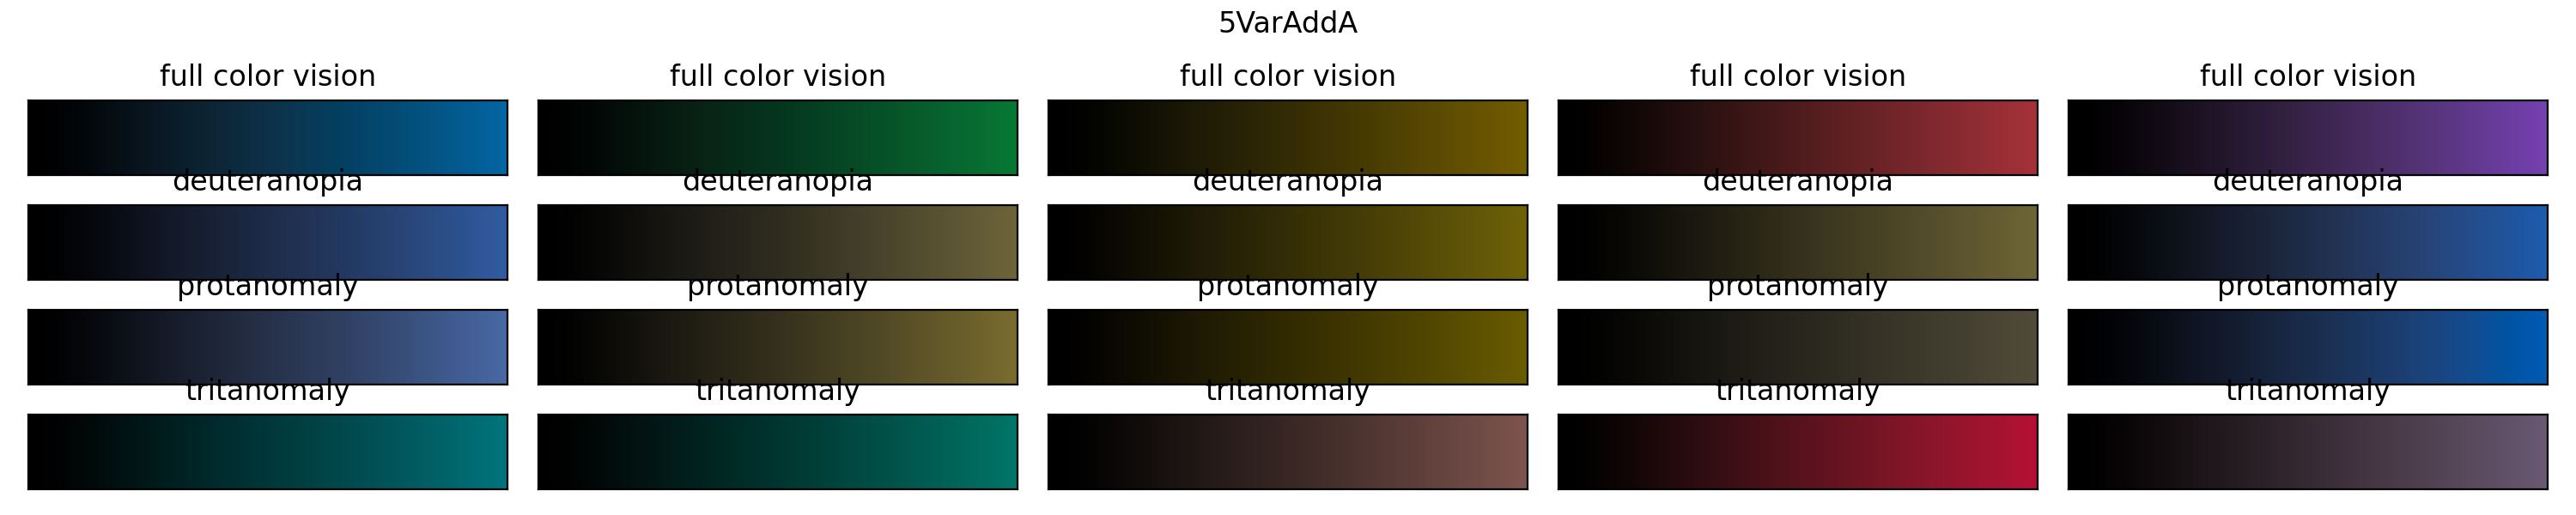 5VarAddA
full color vision full color vision full color vision full color vision full color vision
deuteranopia deuteranopia deuteranopia deuteranopia deuteranopia
protanomaly protanomaly protanomaly protanomaly protanomaly
tritanomaly tritanomaly tritanomaly tritanomaly tritanomaly